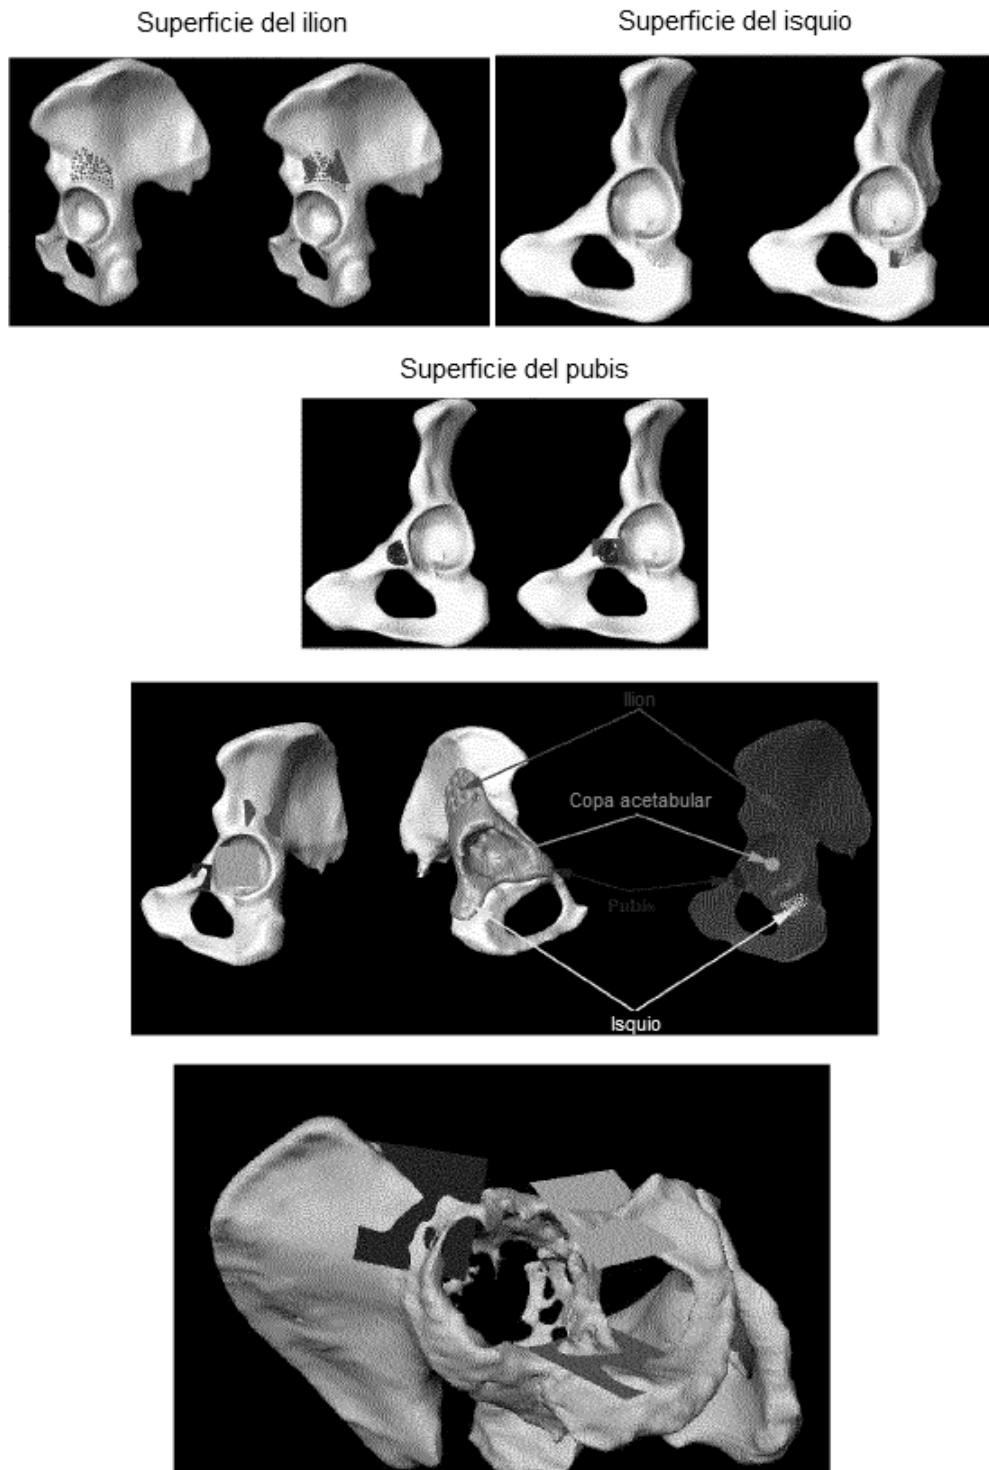 Superficie del ilion
Superficie del isquio
Superficie del pubis
Ilion
Copa acetabular
Pubis
Isquio